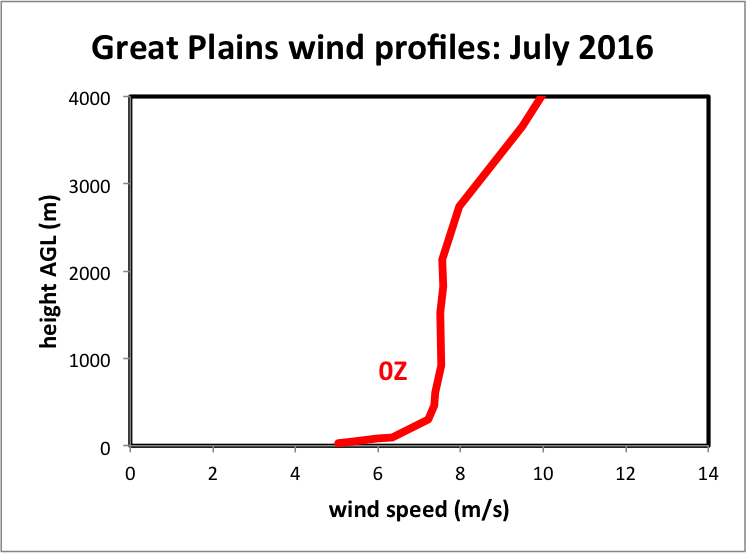 Great Plains wind profiles: July 2016
4000
3000
2000
1000
0
height AGL (m)
0Z
0 2 4 6 8 10 12 14
wind speed (m/s)